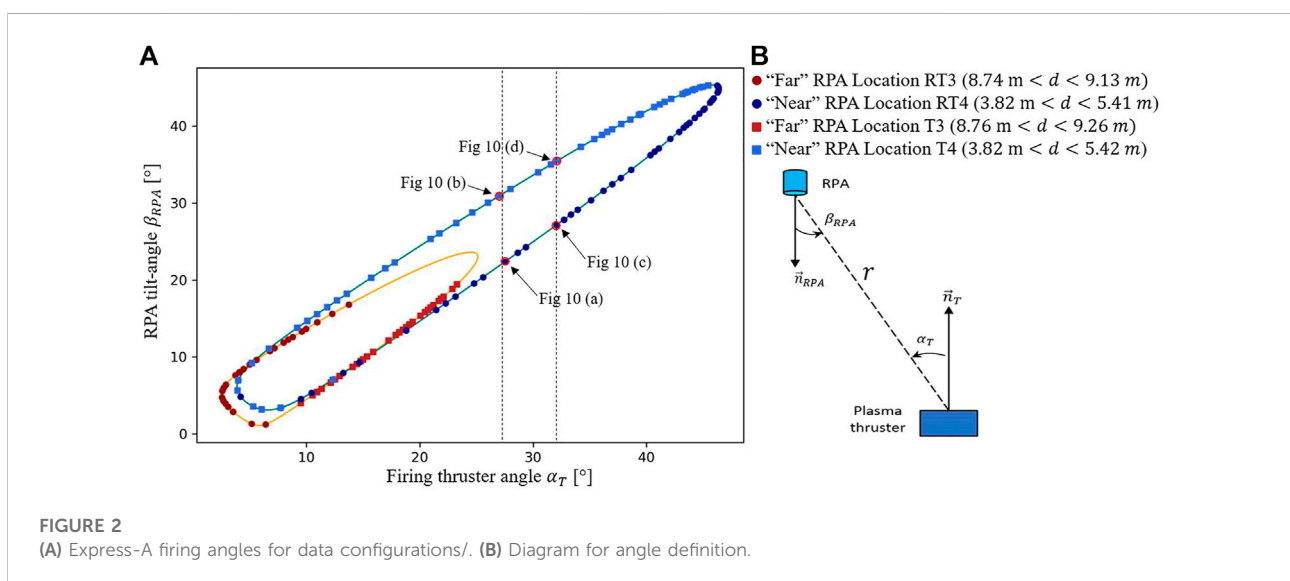 A
B
RPA tilt-angle β_RPA [°]
40
30
20
10
0
10
20
30
40
Firing thruster angle α_T [°]
Fig 10 (d)
Fig 10 (b)
Fig 10 (c)
Fig 10 (a)
“Far” RPA Location RT3 (8.74 m < d < 9.13 m)
“Near” RPA Location RT4 (3.82 m < d < 5.41 m)
“Far” RPA Location T3 (8.76 m < d < 9.26 m)
“Near” RPA Location T4 (3.82 m < d < 5.42 m)
RPA
β_RPA
n⃗_RPA
r
n⃗_T
α_T
Plasma
thruster
FIGURE 2
(A) Express-A firing angles for data configurations/. (B) Diagram for angle definition.